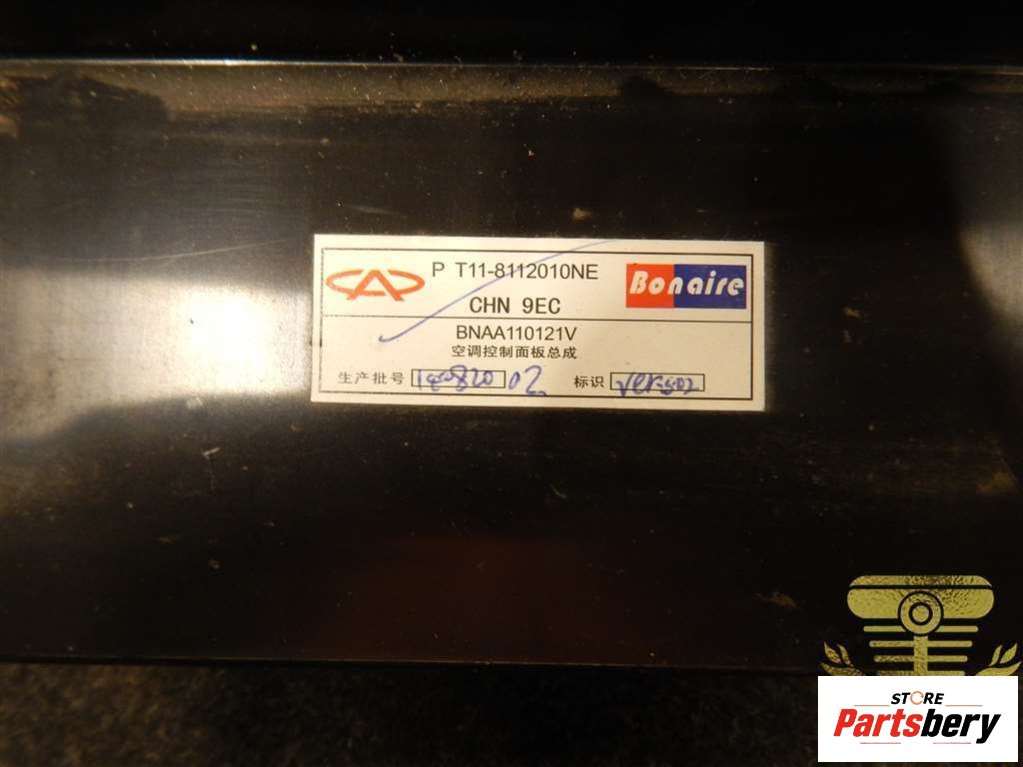 P T11-8112010NE
Bonaire
CHN 9EC
BNAA110121V
空调控制面板总成
生产批号 02 标识
STORE
Partsbery